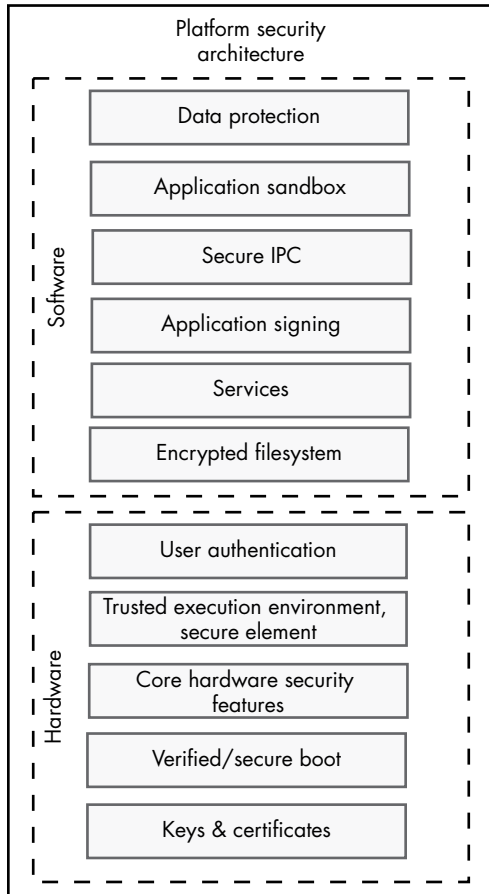 Platform security
architecture
Software
Data protection
Application sandbox
Secure IPC
Application signing
Services
Encrypted filesystem
Hardware
User authentication
Trusted execution environment,
secure element
Core hardware security
features
Verified/secure boot
Keys & certificates